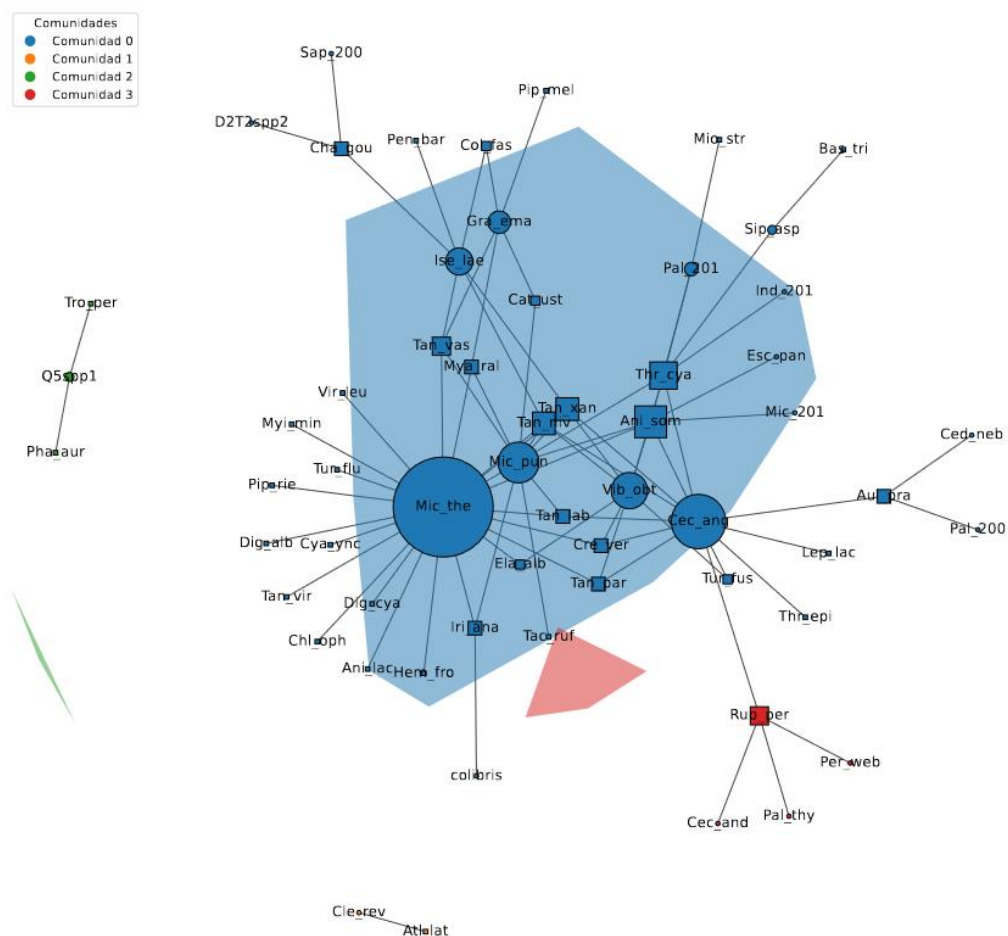 Comunidades
Comunidad 0
Comunidad 1
Comunidad 2
Comunidad 3
Sap_200
Pip_mel
D2T2spp2
Cha_gou
Pen_bar
Col_fas
Mio_str
Bas_tri
Gra_ema
Sip_asp
Ise_lae
Pal_201
Tro_per
Cat_ust
Ind_201
Tan_vas
Mya_ral
Esc_pan
Q5spp1
Thr_cya
Vir_leu
Tan_xan
Mic_201
Myi_min
Tan_niv
Ani_som
Ced_neb
Pha_aur
Tur_flu
Mic_pun
Pip_rie
Vib_obt
Au_pra
Mic_the
Tan_lab
Cec_ang
Pal_200
Dig_alb
Cya_ync
Cre_ver
Lep_lac
Ela_alb
Tan_par
Tur_fus
Tan_vir
Dig_cya
Thr_epi
Chl_oph
Iri_ana
Tac_ruf
Ani_lac
Hem_fro
Rup_per
Per_web
colibris
Cec_and
Pal_thy
Cle_rev
Atl_lat